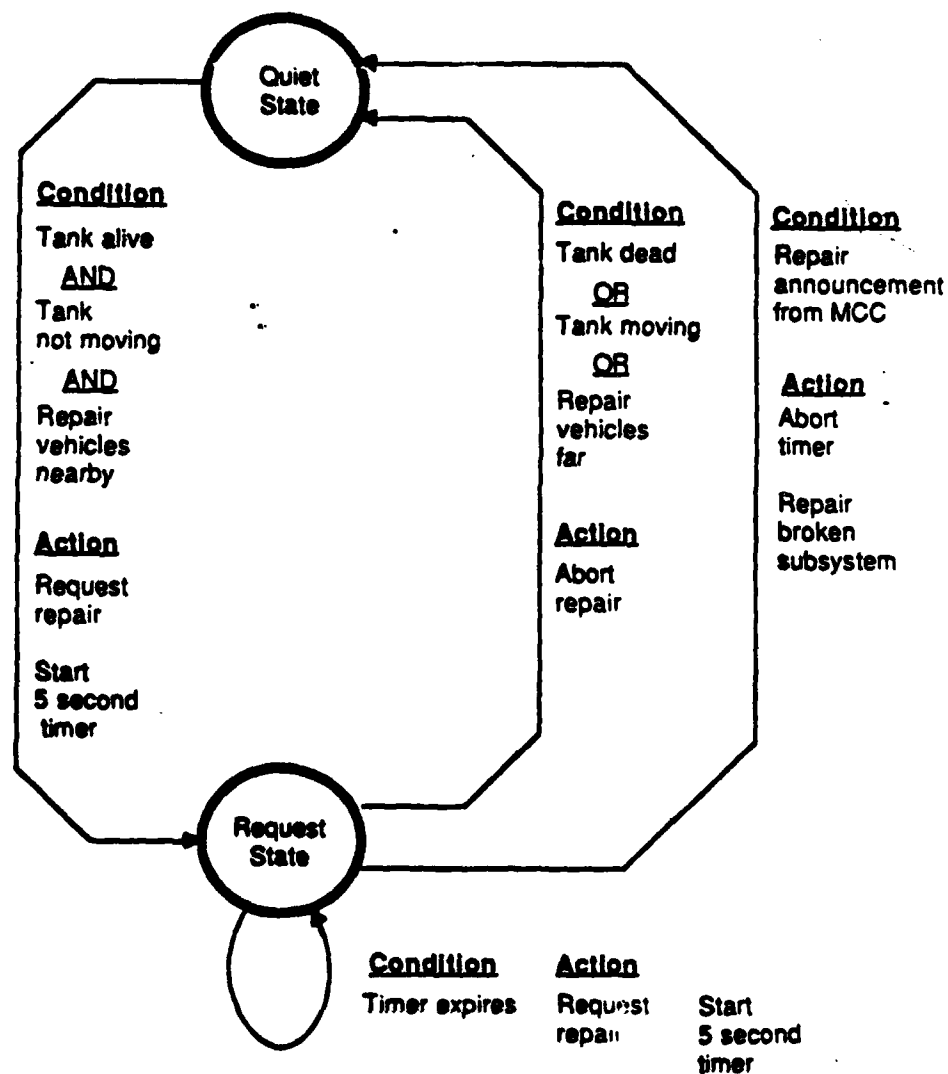 Quiet
State
Condition
Tank alive
AND
Tank
not moving
AND
Repair
vehicles
nearby
Action
Request
repair
Start
5 second
timer
Condition
Tank dead
OR
Tank moving
OR
Repair
vehicles
far
Action
Abort
repair
Condition
Repair
announcement
from MCC
Action
Abort
timer
Repair
broken
subsystem
Request
State
Condition
Timer expires
Action
Request
repair
Start
5 second
timer